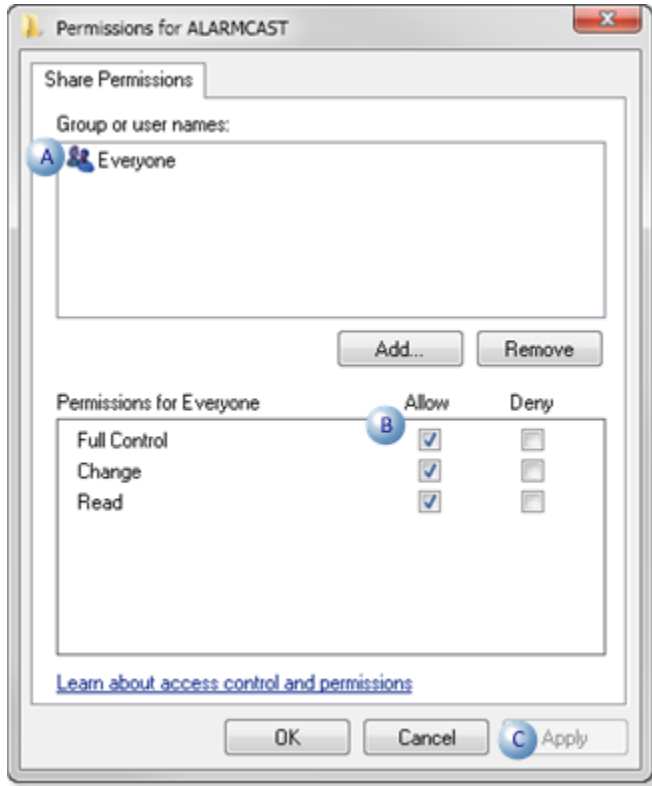 Permissions for ALARMCAST
Share Permissions
Group or user names:
A Everyone
Add... Remove
Permissions for Everyone Allow Deny
B
Full Control
Change
Read
Learn about access control and permissions
OK Cancel C Apply